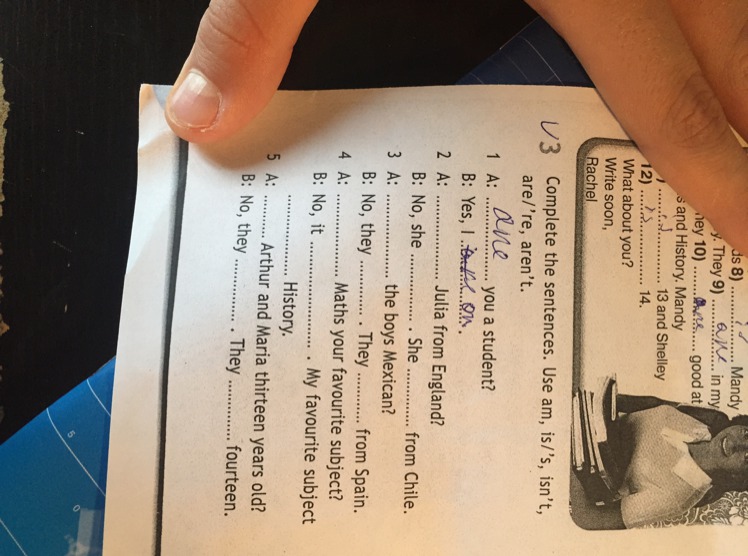 ds 8) ............ Mandy
y. They 9) ... are ... in my
hey 10) ... are ... good at
s and History. Mandy
) ... is ... 13 and Shelley
12) ... is ... 14.
What about you?
Write soon,
Rachel
V3 Complete the sentences. Use am, is/'s, isn't,
are/'re, aren't.
1 A: ... are ... you a student?
B: Yes, I ............ .
2 A: ............ Julia from England?
B: No, she ............ . She ............ from Chile.
3 A: ............ the boys Mexican?
B: No, they ............ . They ............ from Spain.
4 A: ............ Maths your favourite subject?
B: No, it ............ . My favourite subject
............ History.
5 A: ............ Arthur and Maria thirteen years old?
B: No, they ............ . They ............ fourteen.
5
0